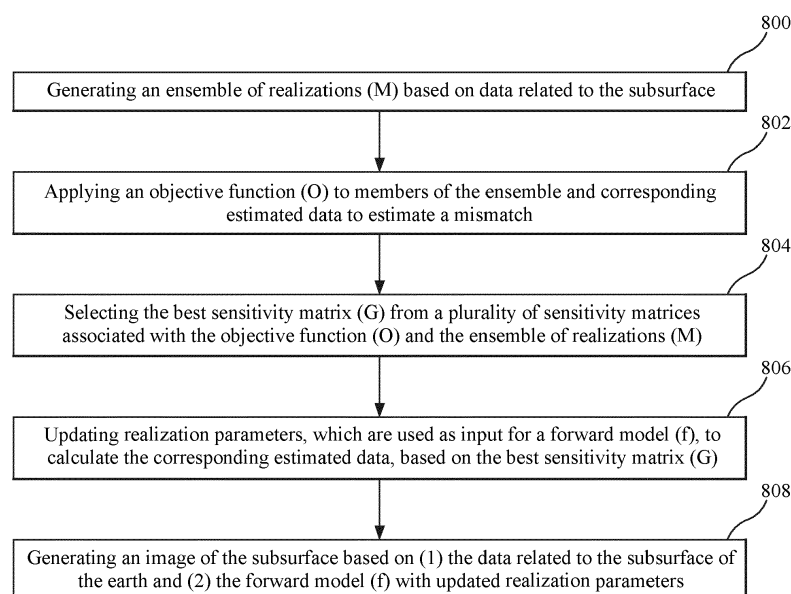 800
Generating an ensemble of realizations (M) based on data related to the subsurface
802
Applying an objective function (O) to members of the ensemble and corresponding
estimated data to estimate a mismatch
804
Selecting the best sensitivity matrix (G) from a plurality of sensitivity matrices
associated with the objective function (O) and the ensemble of realizations (M)
806
Updating realization parameters, which are used as input for a forward model (f), to
calculate the corresponding estimated data, based on the best sensitivity matrix (G)
808
Generating an image of the subsurface based on (1) the data related to the subsurface of
the earth and (2) the forward model (f) with updated realization parameters